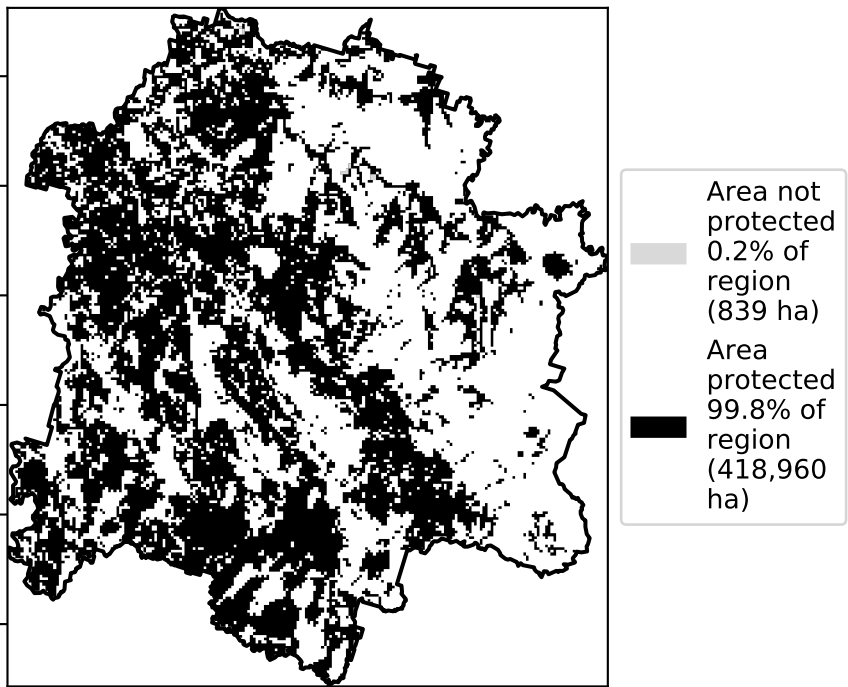 Area not
protected
0.2% of
region
(839 ha)
Area
protected
99.8% of
region
(418,960
ha)